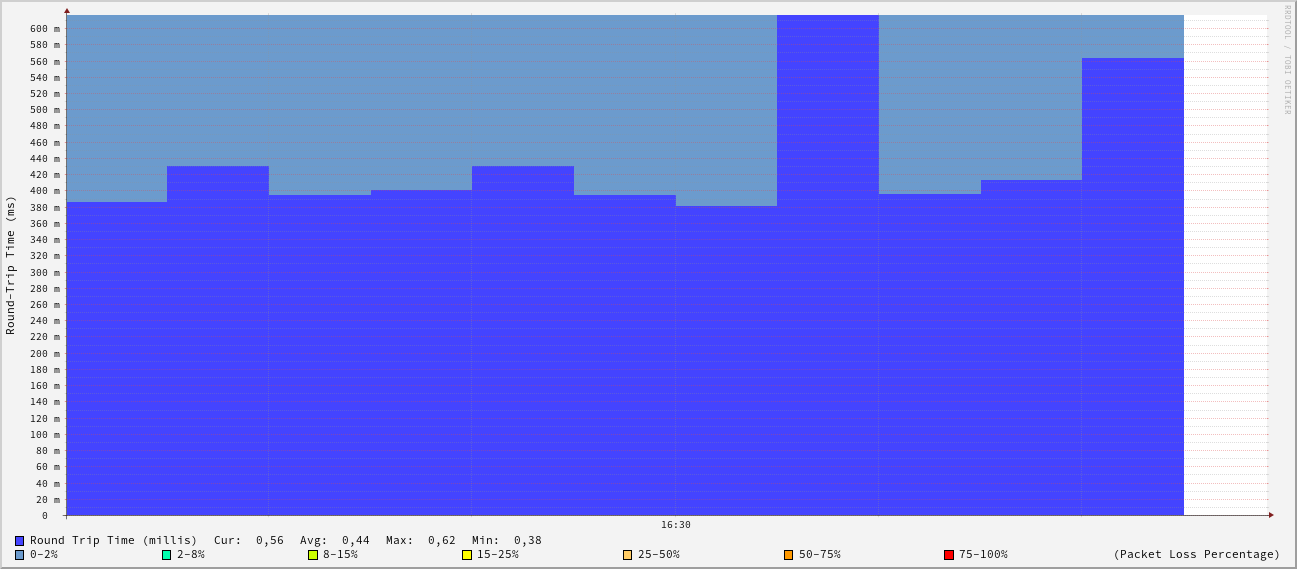 RRDTOOL / TOBI OETIKER
Round-Trip Time (ms)
600 m
580 m
560 m
540 m
520 m
500 m
480 m
460 m
440 m
420 m
400 m
380 m
360 m
340 m
320 m
300 m
280 m
260 m
240 m
220 m
200 m
180 m
160 m
140 m
120 m
100 m
80 m
60 m
40 m
20 m
0
16:30
Round Trip Time (millis) Cur: 0,56 Avg: 0,44 Max: 0,62 Min: 0,38
0-2% 2-8% 8-15% 15-25% 25-50% 50-75% 75-100% (Packet Loss Percentage)